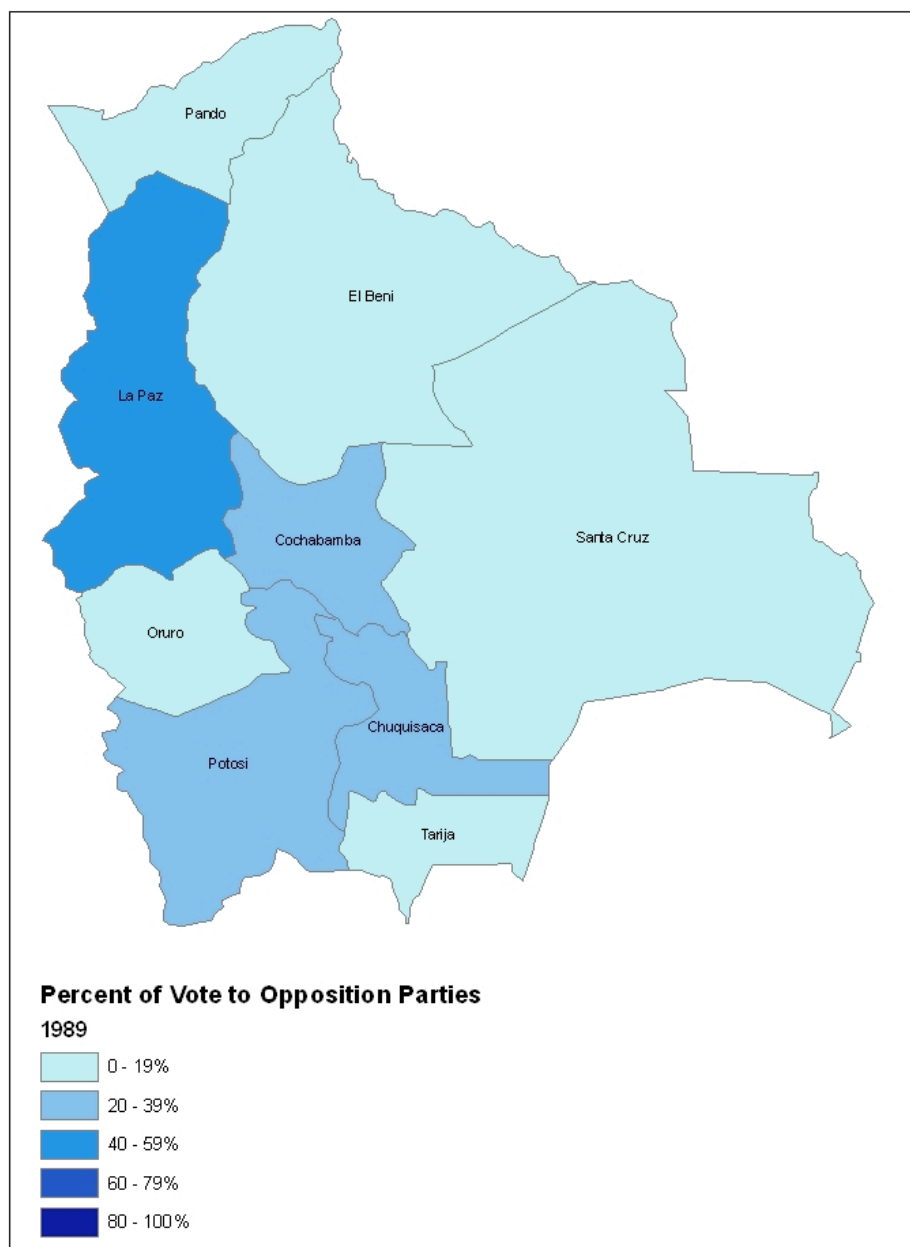 Pando
El Beni
La Paz
Cochabamba
Santa Cruz
Oruro
Chuquisaca
Potosi
Tarija
Percent of Vote to Opposition Parties
1989
0 - 19%
20 - 39%
40 - 59%
60 - 79%
80 - 100%